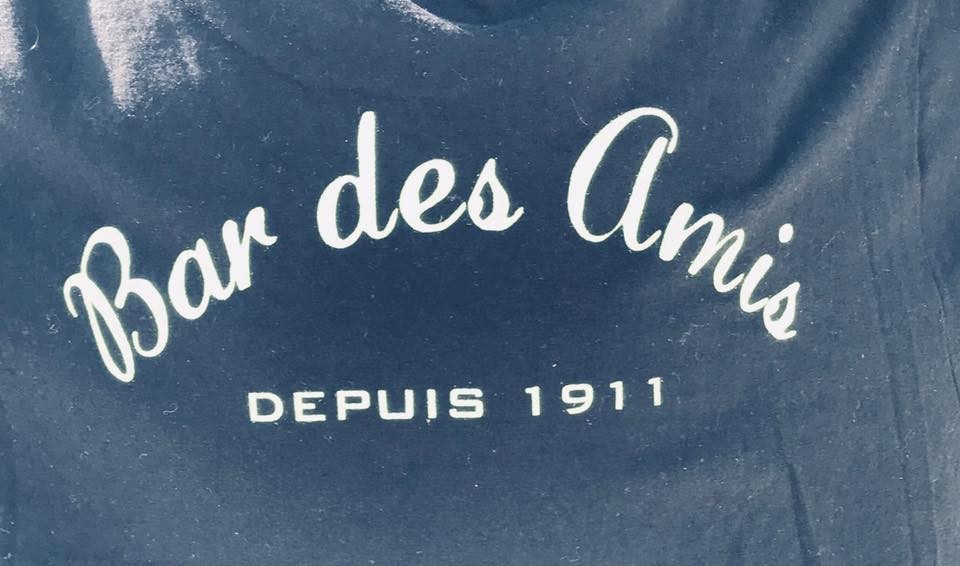 Bar des Amis
DEPUIS 1911